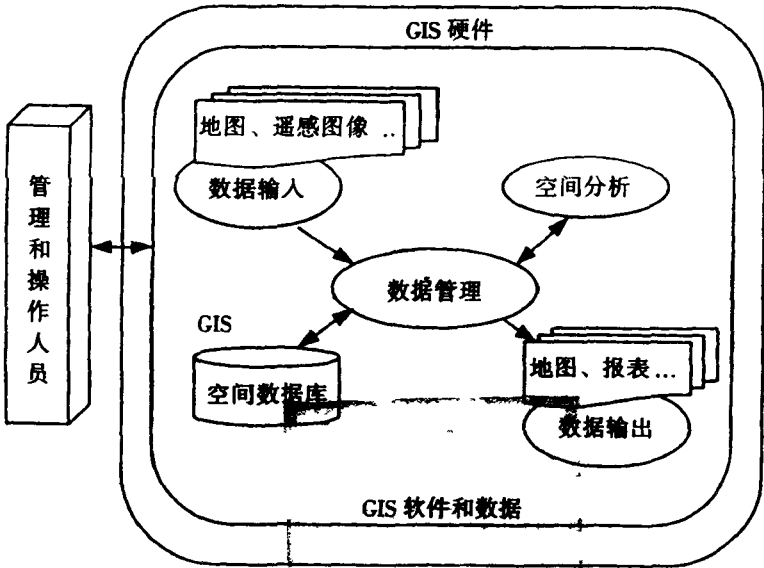 GIS 硬件
地图、遥感图像 ..
数据输入
空间分析
管理和操作人员
数据管理
GIS
空间数据库
地图、报表...
数据输出
GIS 软件和数据